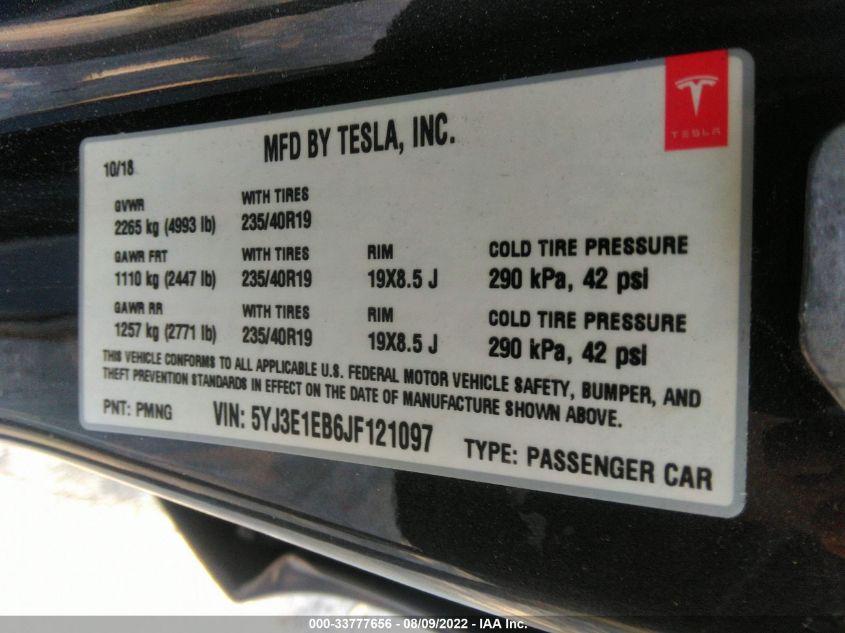 TESLA
MFD BY TESLA, INC.
10/18
GVWR WITH TIRES
2265 kg (4993 lb) 235/40R19
GAWR FRT WITH TIRES RIM COLD TIRE PRESSURE
1110 kg (2447 lb) 235/40R19 19X8.5 J 290 kPa, 42 psi
GAWR RR WITH TIRES RIM COLD TIRE PRESSURE
1257 kg (2771 lb) 235/40R19 19X8.5 J 290 kPa, 42 psi
THIS VEHICLE CONFORMS TO ALL APPLICABLE U.S. FEDERAL MOTOR VEHICLE SAFETY, BUMPER, AND
THEFT PREVENTION STANDARDS IN EFFECT ON THE DATE OF MANUFACTURE SHOWN ABOVE.
PNT: PMNG VIN: 5YJ3E1EB6JF121097 TYPE: PASSENGER CAR
000-33777656 - 08/09/2022 - IAA Inc.